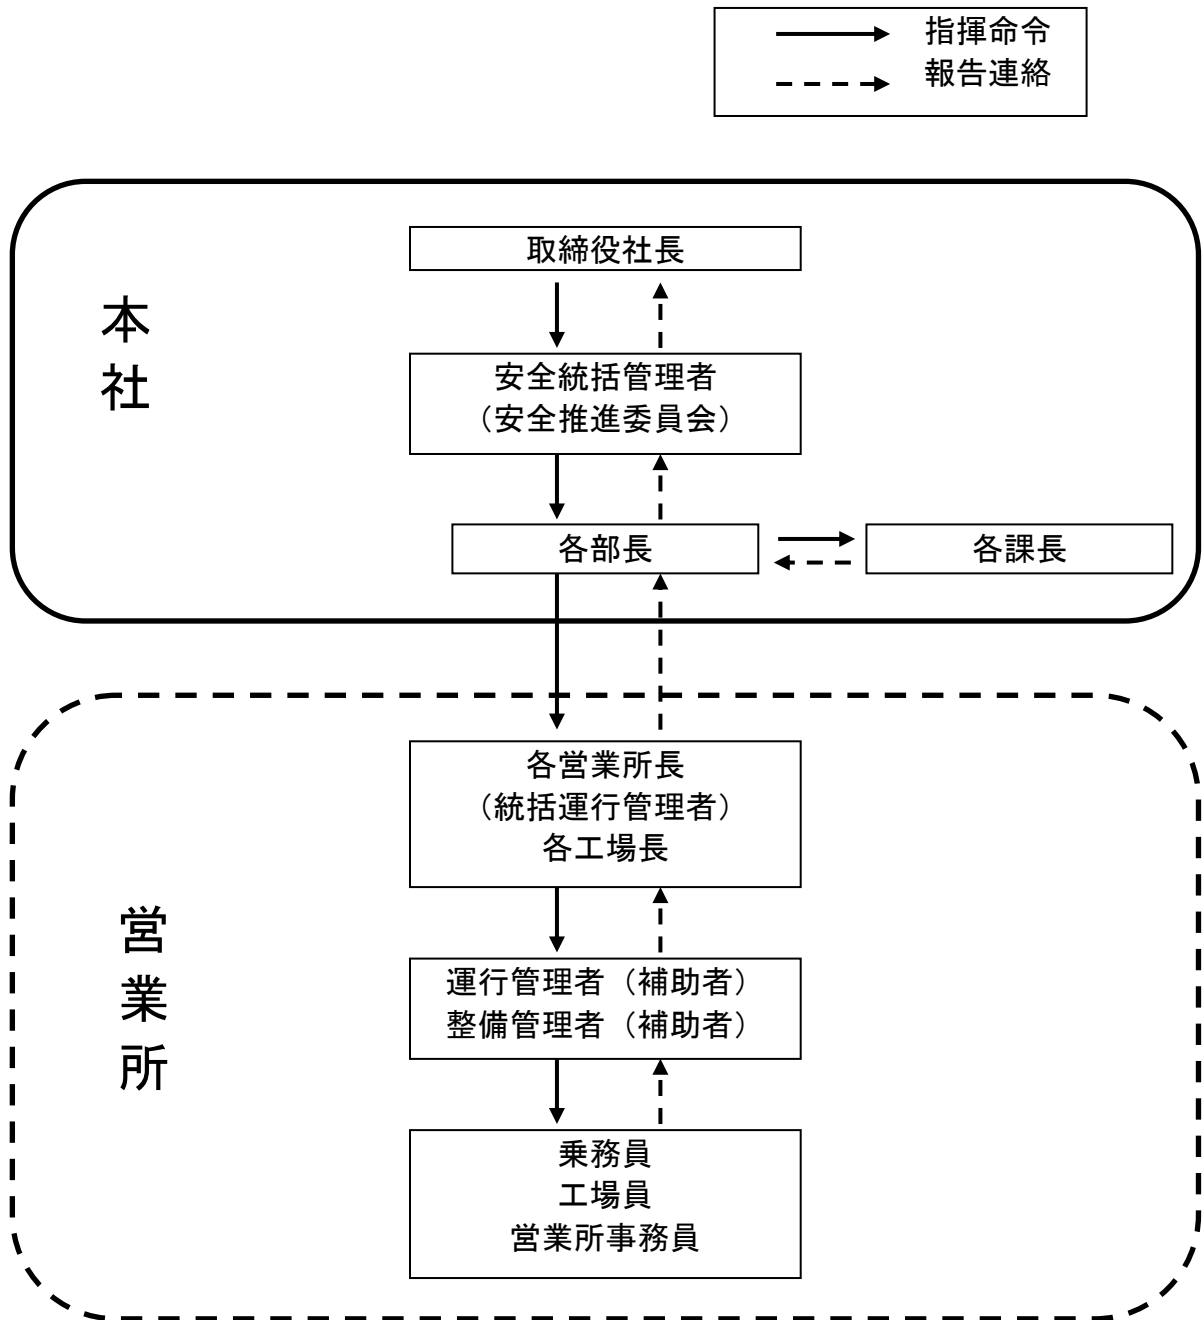 指揮命令
報告連絡
本社
取締役社長
安全統括管理者
（安全推進委員会）
各部長
各課長
営業所
各営業所長
（統括運行管理者）
各工場長
運行管理者（補助者）
整備管理者（補助者）
乗務員
工場員
営業所事務員